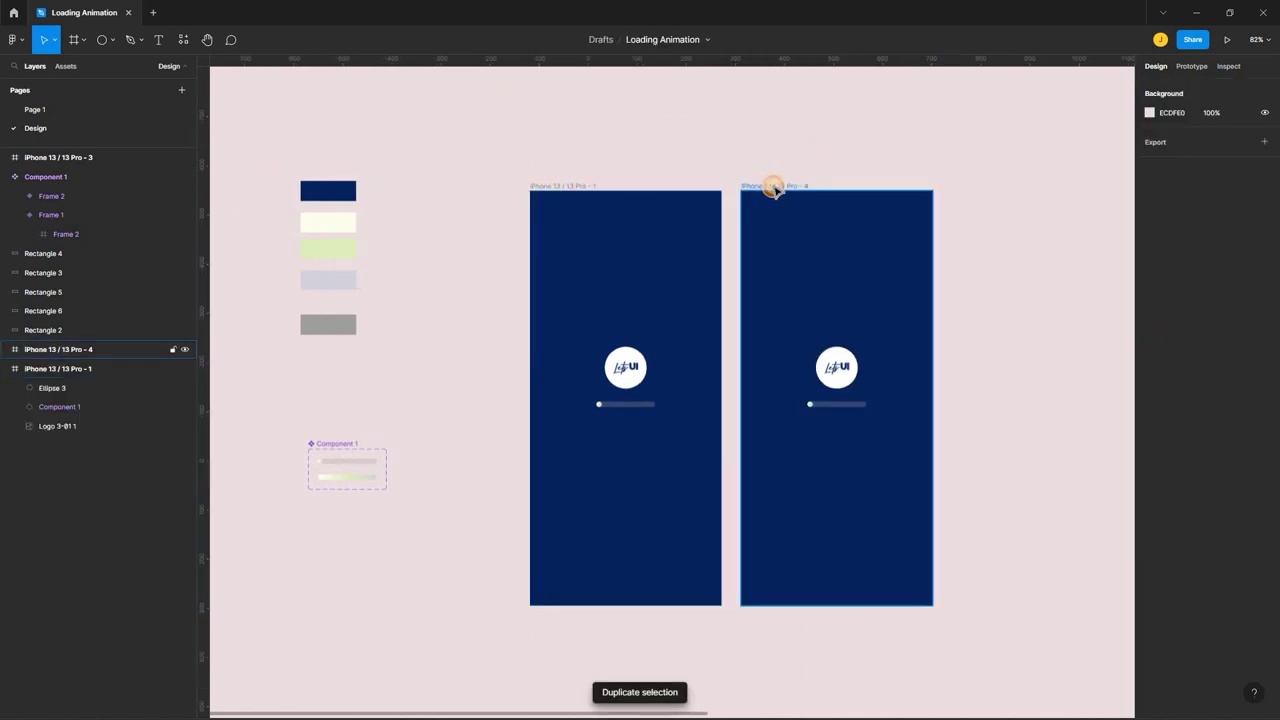 Loading Animation
Drafts / Loading Animation
J
Share
82%
Layers
Assets
Design
Design
Prototype
Inspect
Pages
Page 1
Design
Background
ECDFE0
100%
Export
iPhone 13 / 13 Pro - 3
Component 1
Frame 2
Frame 1
Frame 2
Rectangle 4
Rectangle 3
Rectangle 5
Rectangle 6
Rectangle 2
iPhone 13 / 13 Pro - 4
iPhone 13 / 13 Pro - 1
Ellipse 3
Component 1
Logo 3-01 1
iPhone 13 / 13 Pro - 1
Pro - 4
UI
UI
Component 1
Duplicate selection
?